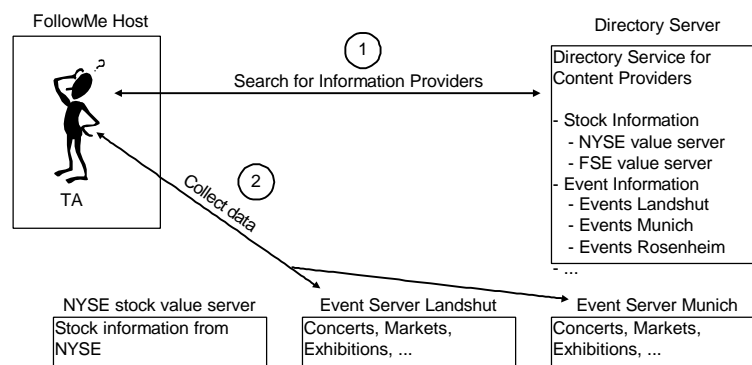 FollowMe Host
Directory Server
1
Search for Information Providers
?
TA
Directory Service for
Content Providers
- Stock Information
- NYSE value server
- FSE value server
- Event Information
- Events Landshut
- Events Munich
- Events Rosenheim
- ...
2
Collect data
NYSE stock value server
Stock information from
NYSE
Event Server Landshut
Concerts, Markets,
Exhibitions, ...
Event Server Munich
Concerts, Markets,
Exhibitions, ...